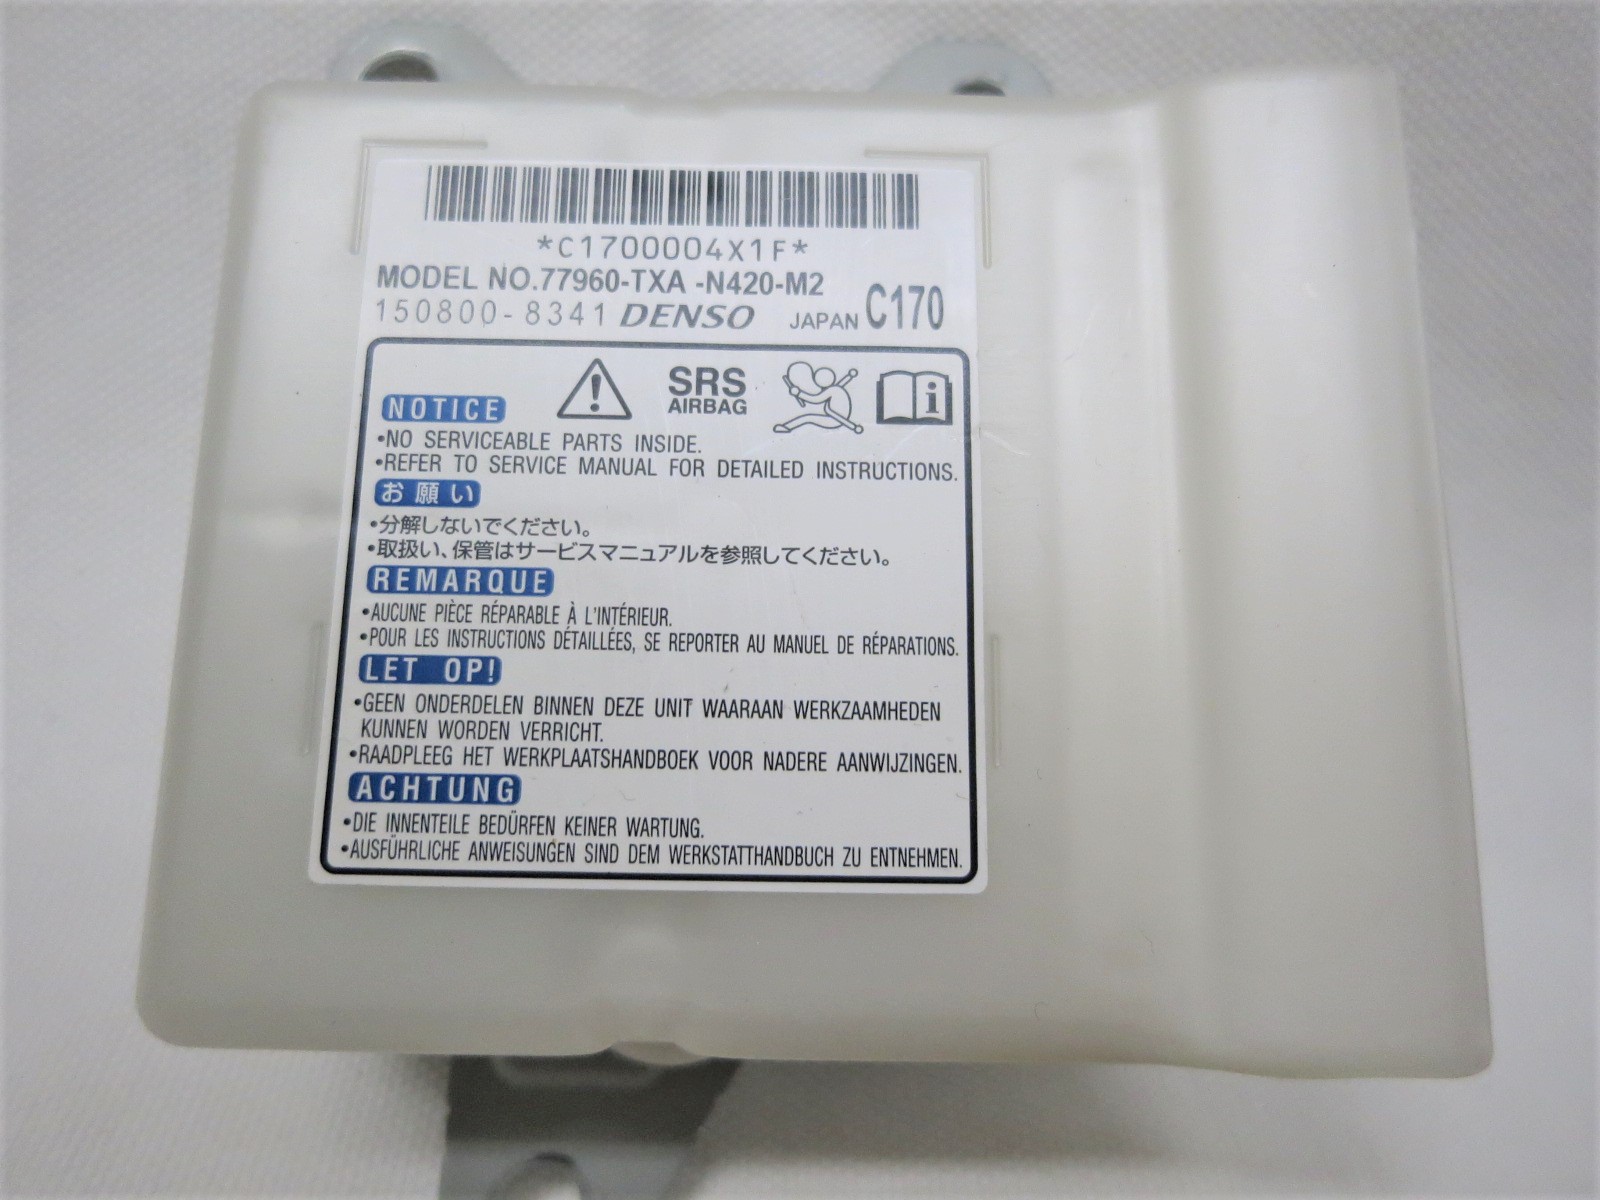 *C1700004X1F*
MODEL NO.77960-TXA -N420-M2
150800-8341 DENSO JAPAN C170
SRS
AIRBAG
NOTICE
•NO SERVICEABLE PARTS INSIDE.
•REFER TO SERVICE MANUAL FOR DETAILED INSTRUCTIONS.
お願い
•分解しないでください。
•取扱い、保管はサービスマニュアルを参照してください。
REMARQUE
•AUCUNE PIÈCE RÉPARABLE À L'INTÉRIEUR.
•POUR LES INSTRUCTIONS DÉTAILLÉES, SE REPORTER AU MANUEL DE RÉPARATIONS.
LET OP!
•GEEN ONDERDELEN BINNEN DEZE UNIT WAARAAN WERKZAAMHEDEN
KUNNEN WORDEN VERRICHT.
•RAADPLEEG HET WERKPLAATSHANDBOEK VOOR NADERE AANWIJZINGEN.
ACHTUNG
•DIE INNENTEILE BEDÜRFEN KEINER WARTUNG.
•AUSFÜHRLICHE ANWEISUNGEN SIND DEM WERKSTATTHANDBUCH ZU ENTNEHMEN.